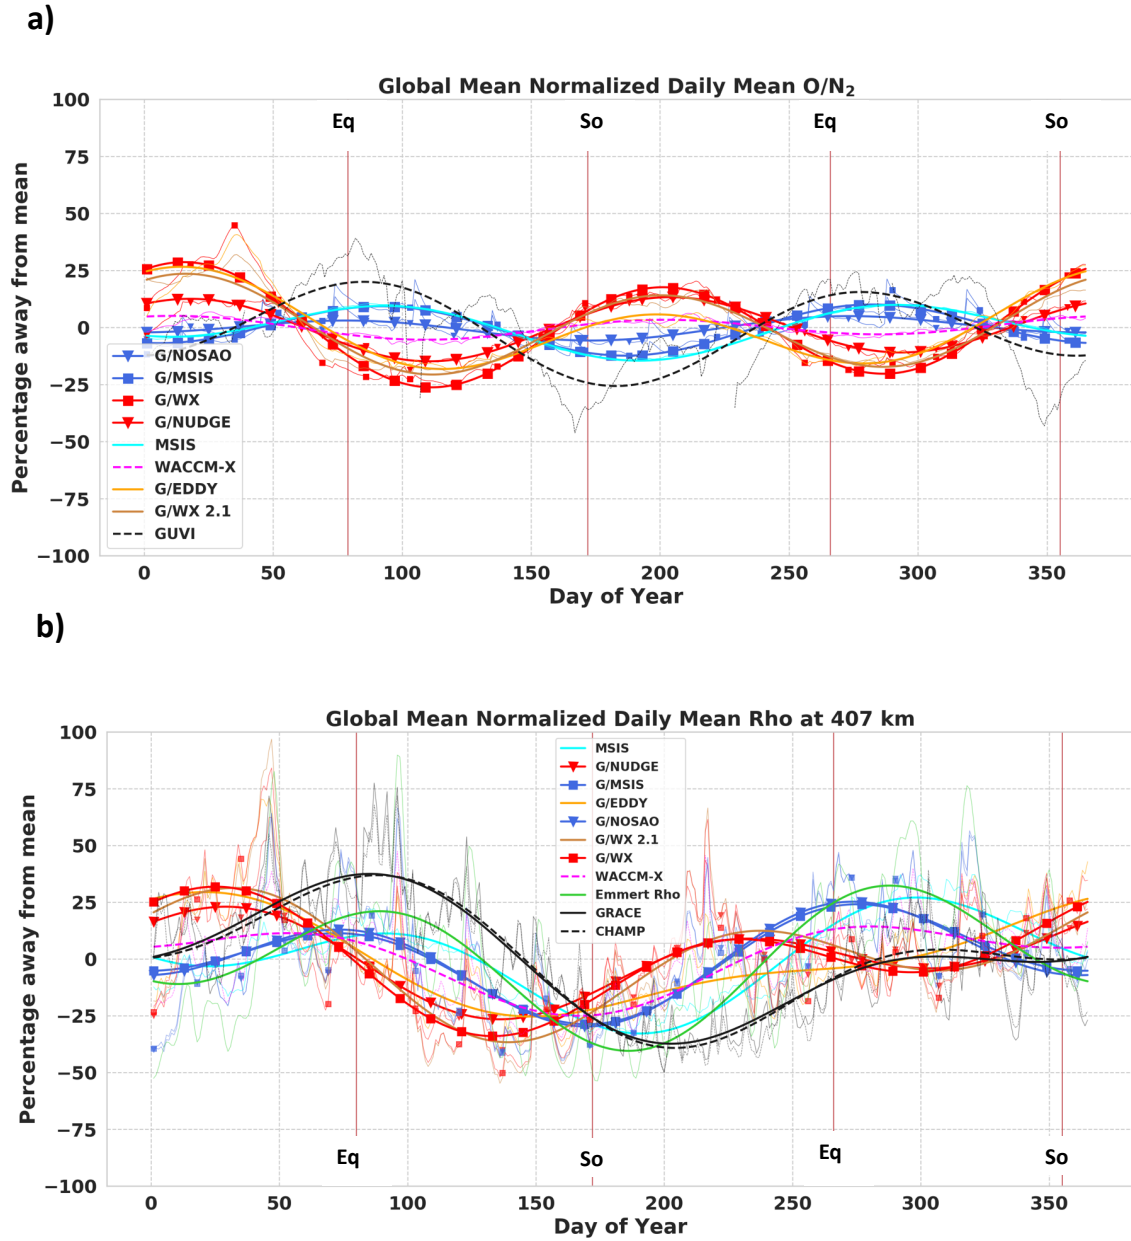 a)
Global Mean Normalized Daily Mean O/N₂
Percentage away from mean
100
75
50
25
0
−25
−50
−75
−100
Eq
So
Eq
So
G/NOSAO
G/MSIS
G/WX
G/NUDGE
MSIS
WACCM-X
G/EDDY
G/WX 2.1
GUVI
0 50 100 150 200 250 300 350
Day of Year
b)
Global Mean Normalized Daily Mean Rho at 407 km
Percentage away from mean
100
75
50
25
0
−25
−50
−75
−100
MSIS
G/NUDGE
G/MSIS
G/EDDY
G/NOSAO
G/WX 2.1
G/WX
WACCM-X
Emmert Rho
GRACE
CHAMP
Eq
So
Eq
So
0 50 100 150 200 250 300 350
Day of Year